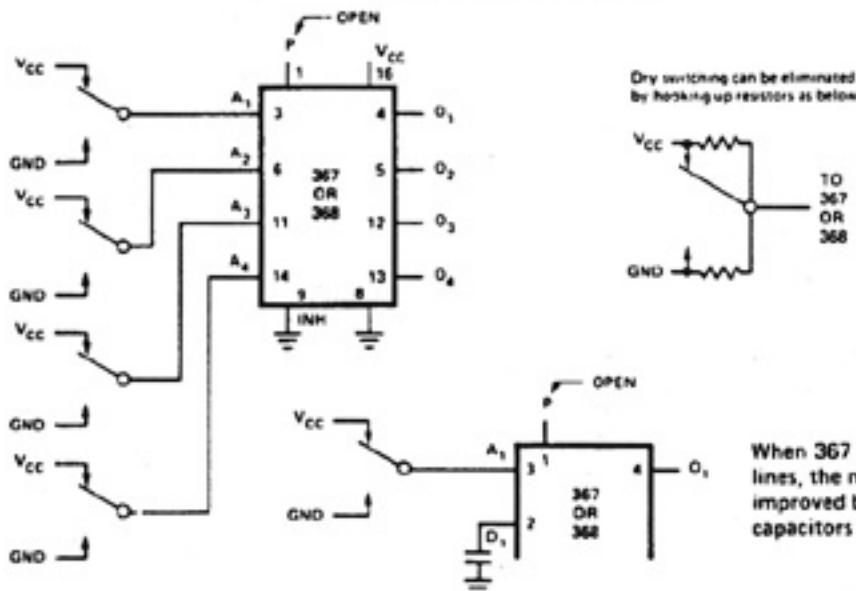 OPEN
P
1
VCC
16
VCC
A1
3
4
O1
GND
A2
6
5
O2
VCC
367
OR
368
A3
11
12
O3
GND
A4
14
13
O4
9
8
INH
VCC
GND
VCC
GND
Dry switching can be eliminated
by hooking up resistors as below
VCC
TO
367
OR
368
GND
OPEN
P
VCC
A1
3
1
4
O1
GND
367
OR
368
2
D1
When 367
lines, the
improved
capacitors